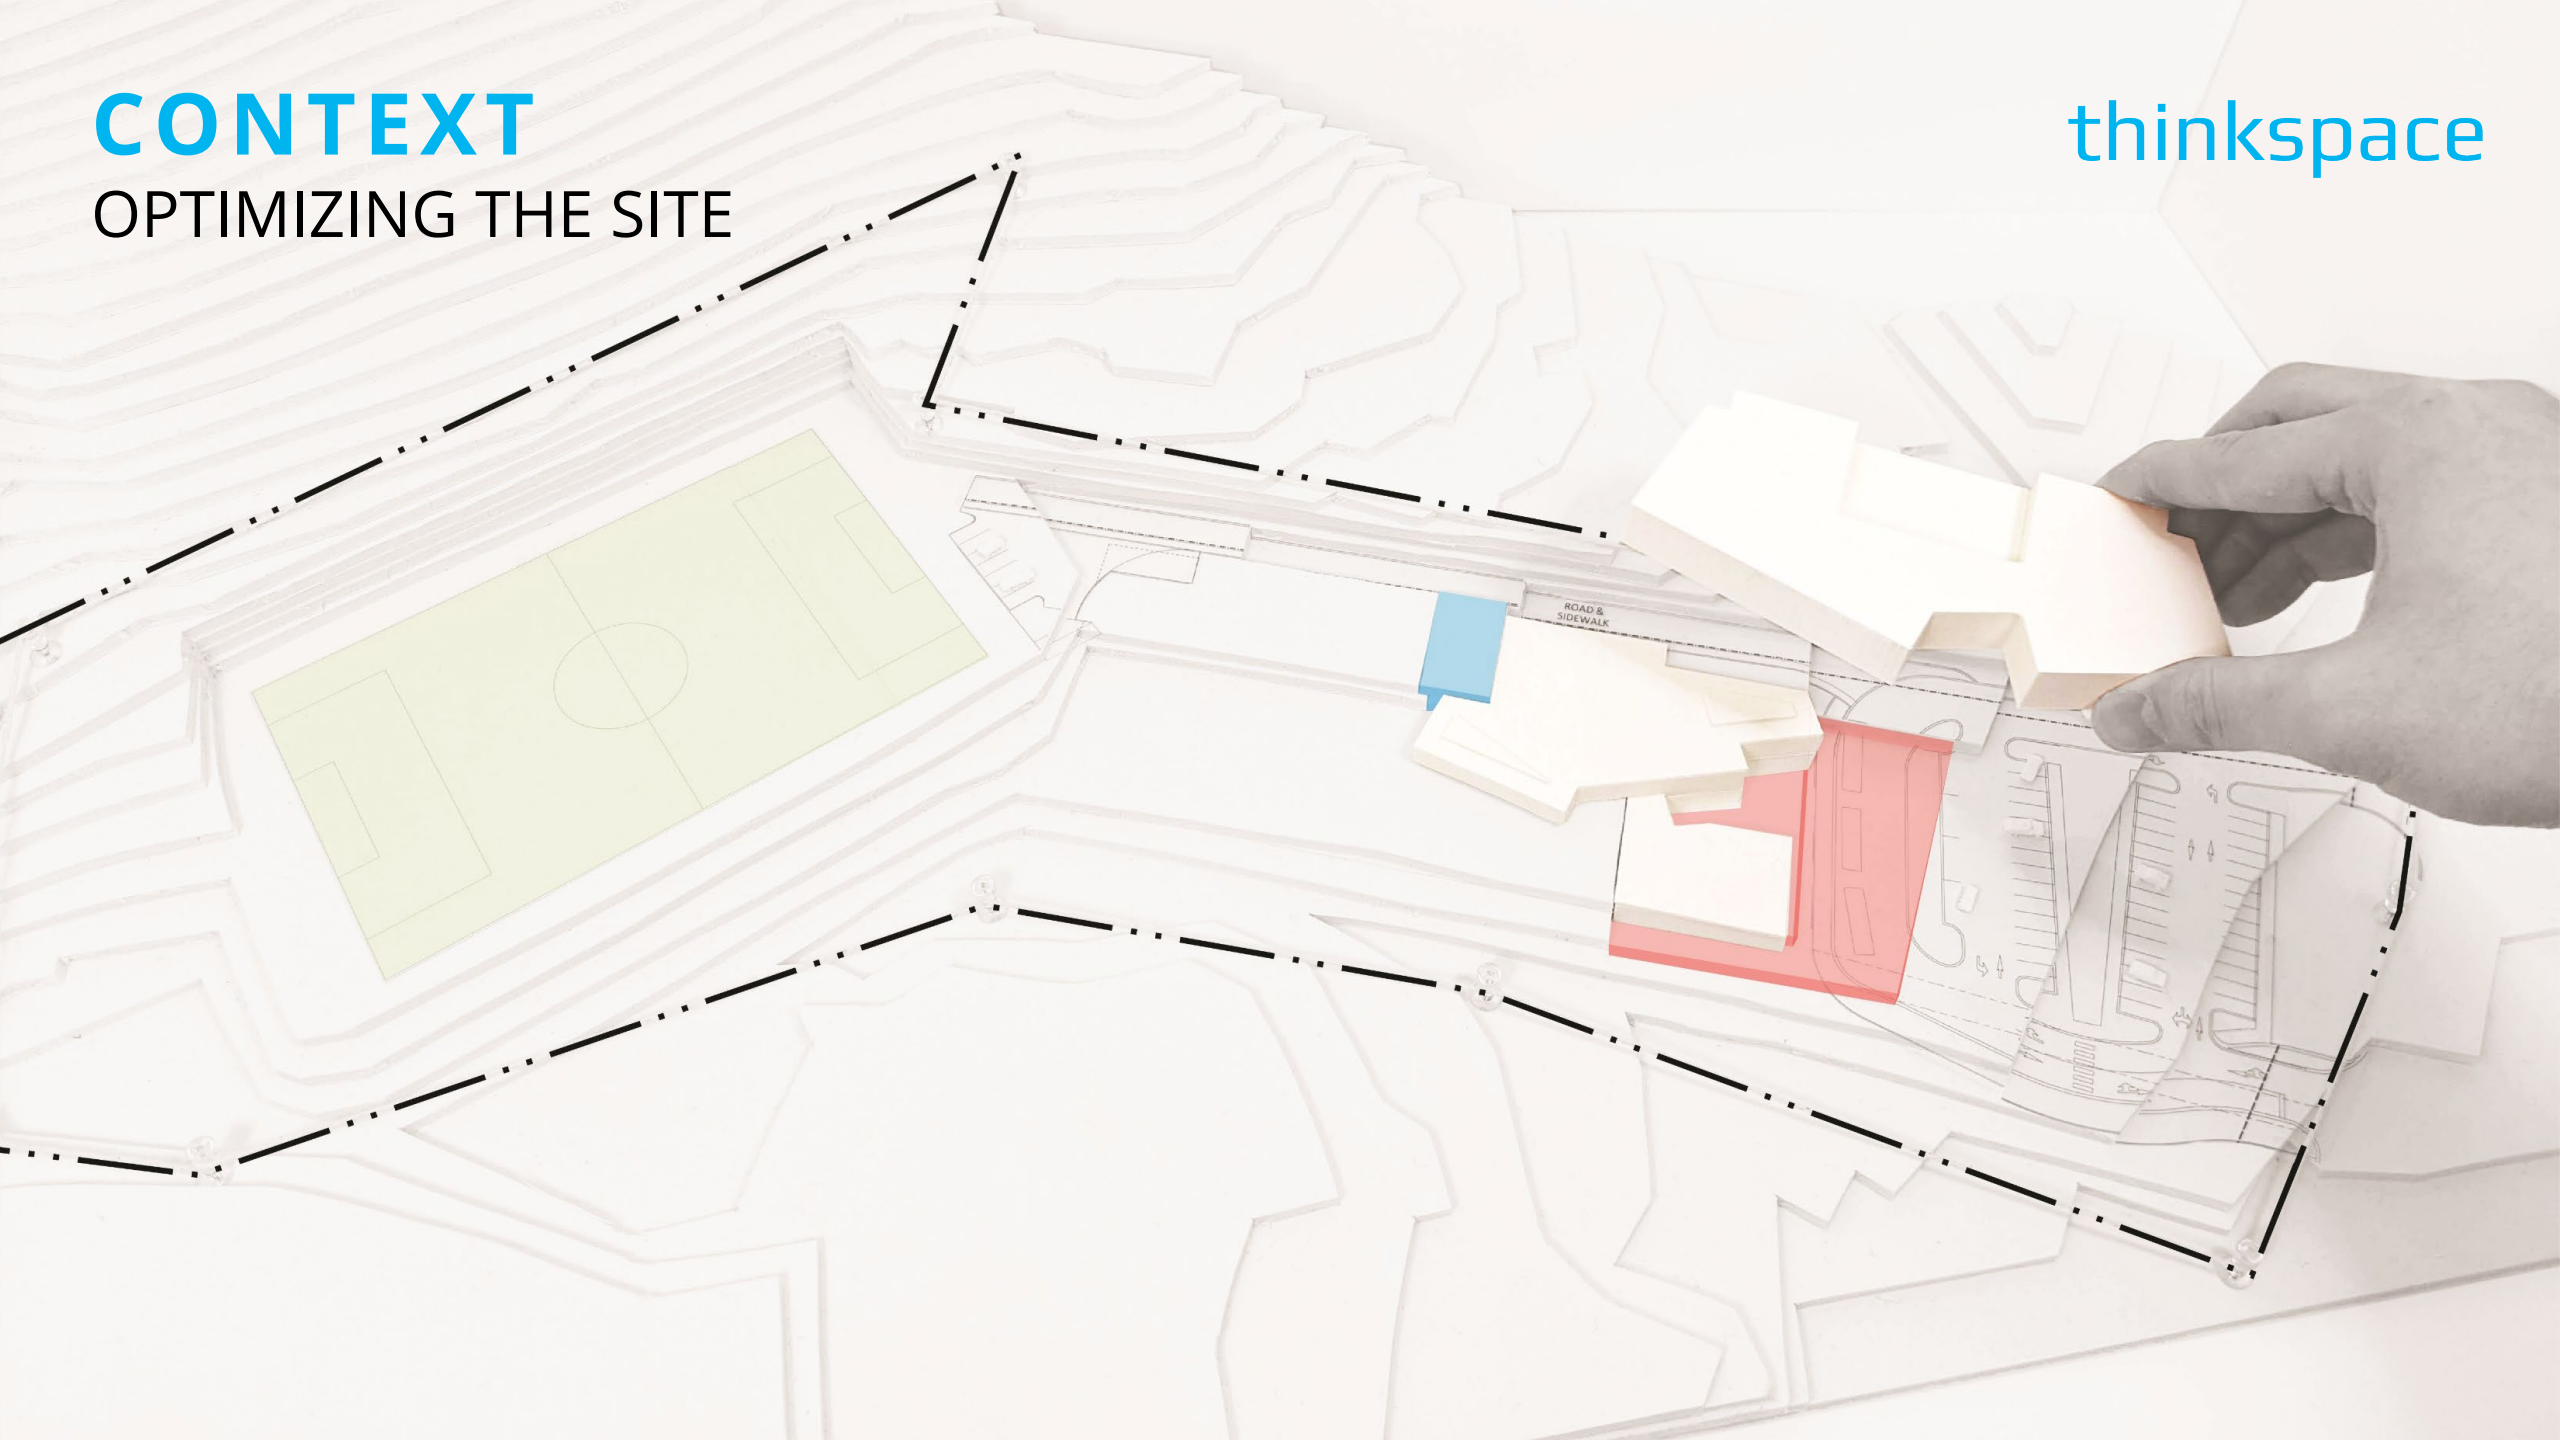 CONTEXT
OPTIMIZING THE SITE
thinkspace
ROAD &
SIDEWALK